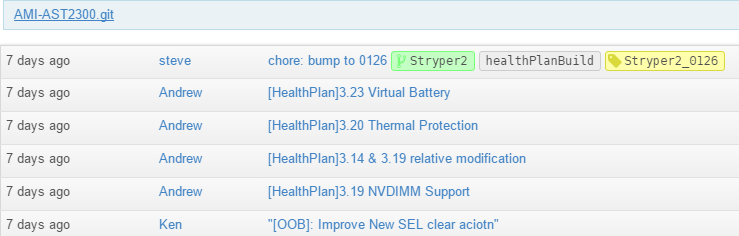 AMI-AST2300.git
7 days ago steve chore: bump to 0126 Stryper2 healthPlanBuild Stryper2_0126
7 days ago Andrew [HealthPlan]3.23 Virtual Battery
7 days ago Andrew [HealthPlan]3.20 Thermal Protection
7 days ago Andrew [HealthPlan]3.14 & 3.19 relative modification
7 days ago Andrew [HealthPlan]3.19 NVDIMM Support
7 days ago Ken "[OOB]: Improve New SEL clear aciotn"